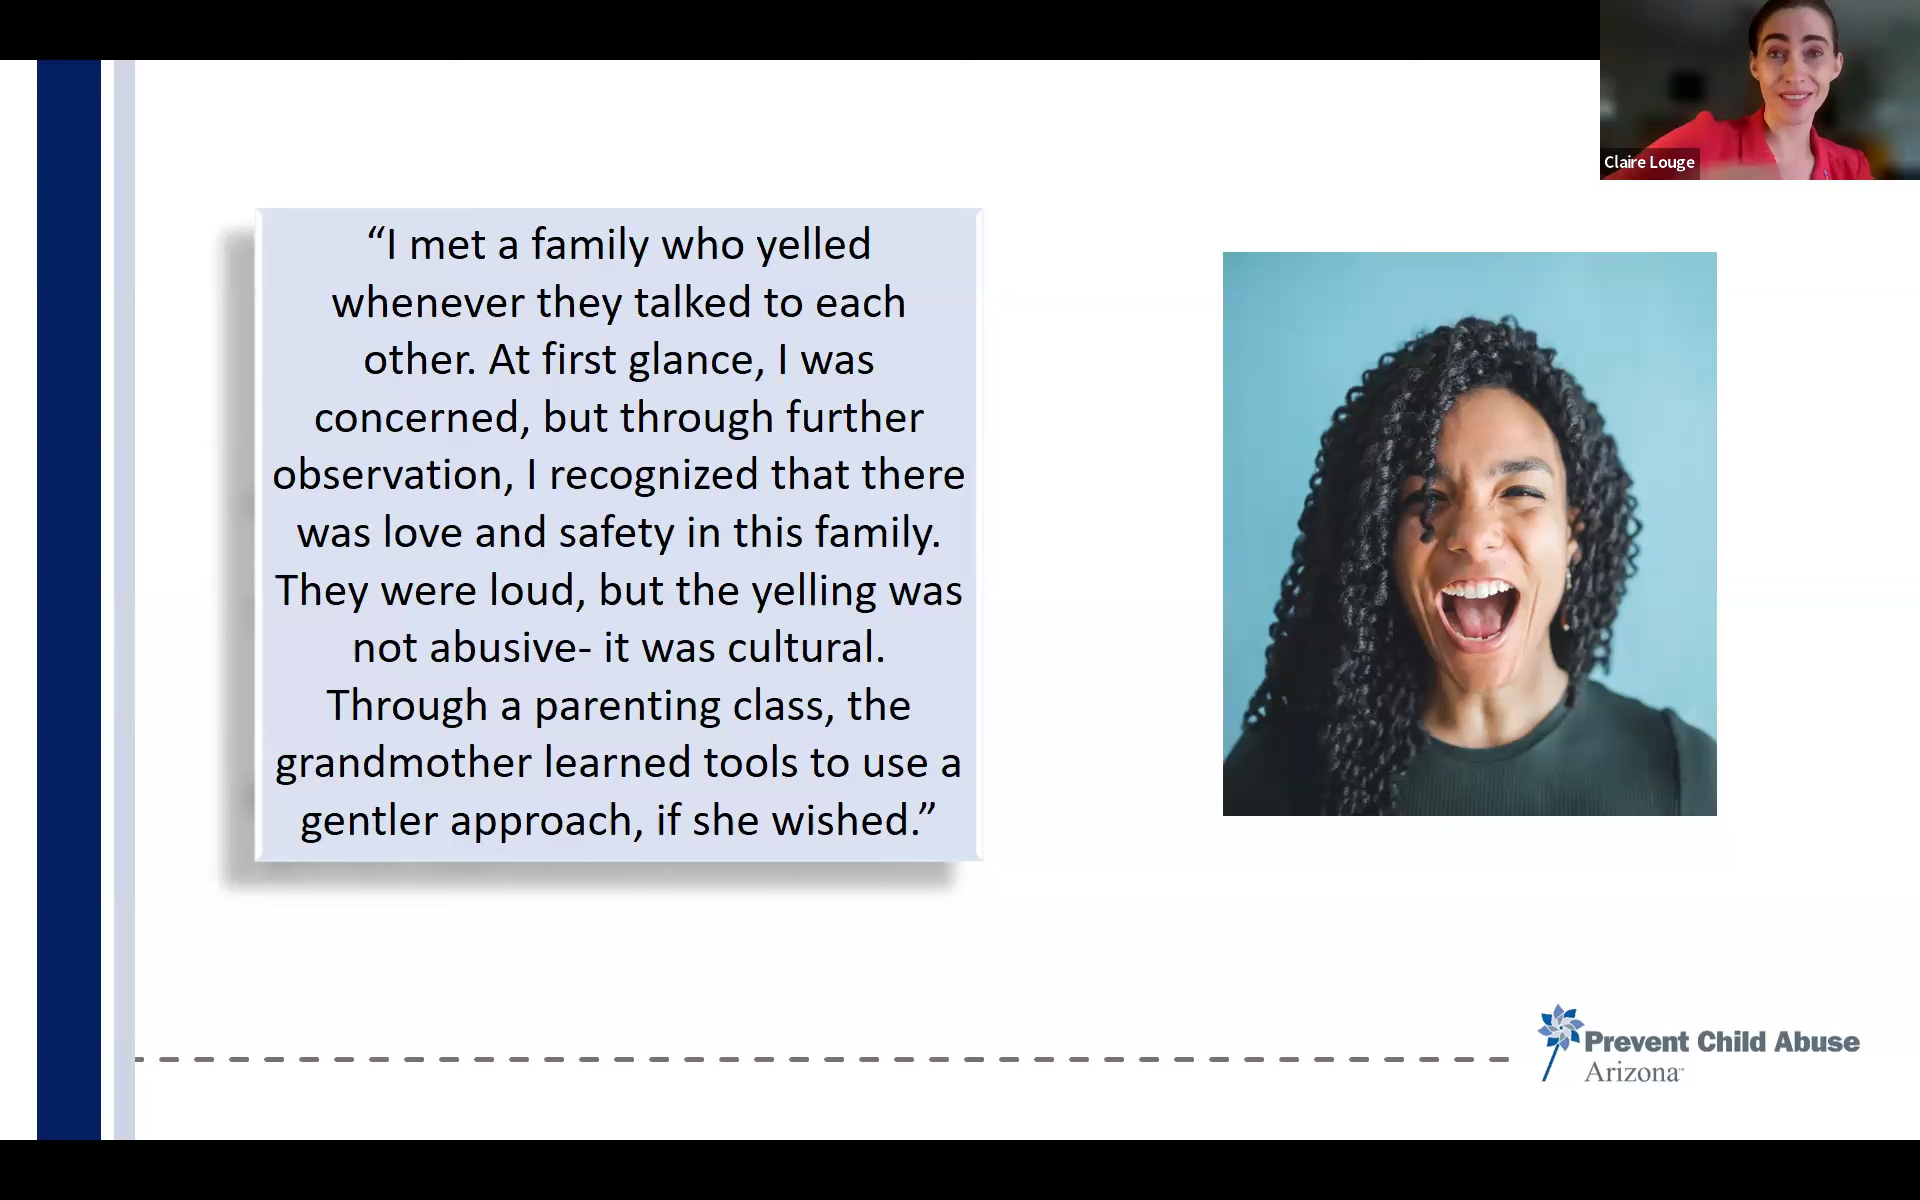 Claire Louge
“I met a family who yelled
whenever they talked to each
other. At first glance, I was
concerned, but through further
observation, I recognized that there
was love and safety in this family.
They were loud, but the yelling was
not abusive- it was cultural.
Through a parenting class, the
grandmother learned tools to use a
gentler approach, if she wished.”
Prevent Child Abuse
Arizona™